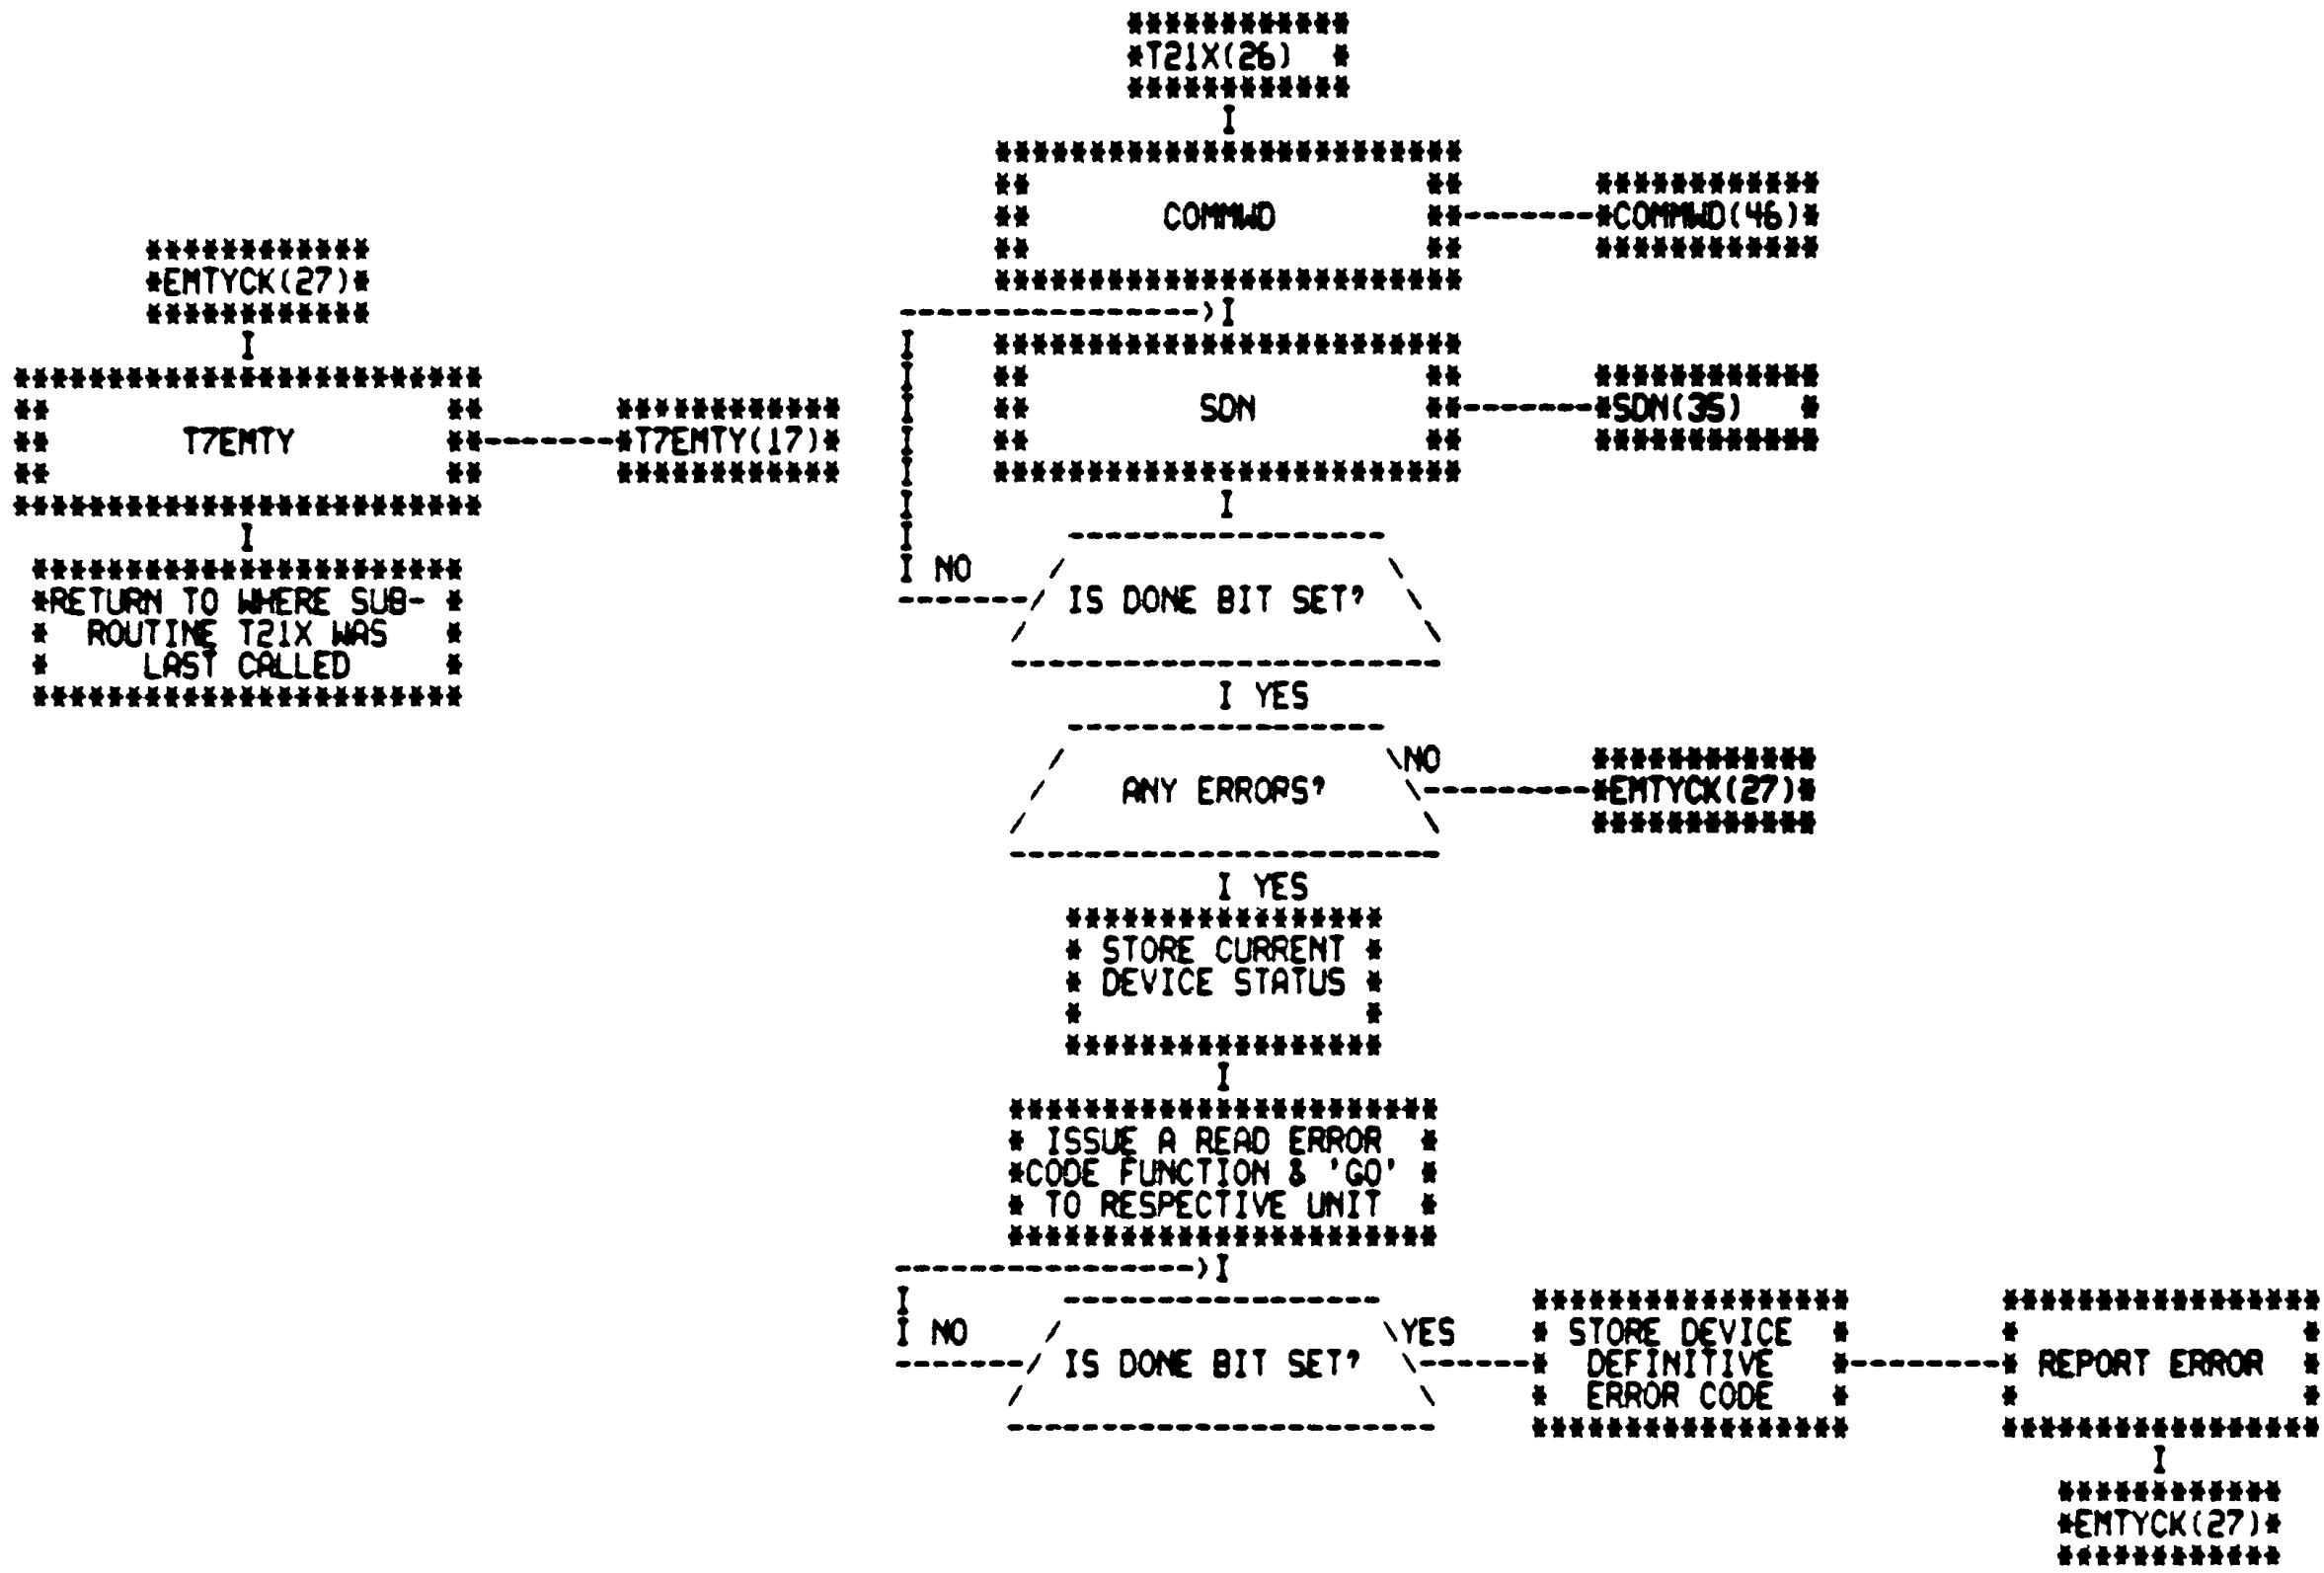 EMTYCK(27)
T7EMTY
T7EMTY(17)
RETURN TO WHERE SUB-
ROUTINE T21X WAS
LAST CALLED
T21X(26)
COMMWD
COMMWD(46)
SDN
SDN(35)
NO
IS DONE BIT SET?
YES
NO
ANY ERRORS?
EMTYCK(27)
YES
STORE CURRENT
DEVICE STATUS
ISSUE A READ ERROR
CODE FUNCTION & 'GO'
TO RESPECTIVE UNIT
NO
IS DONE BIT SET?
YES
STORE DEVICE
DEFINITIVE
ERROR CODE
REPORT ERROR
EMTYCK(27)